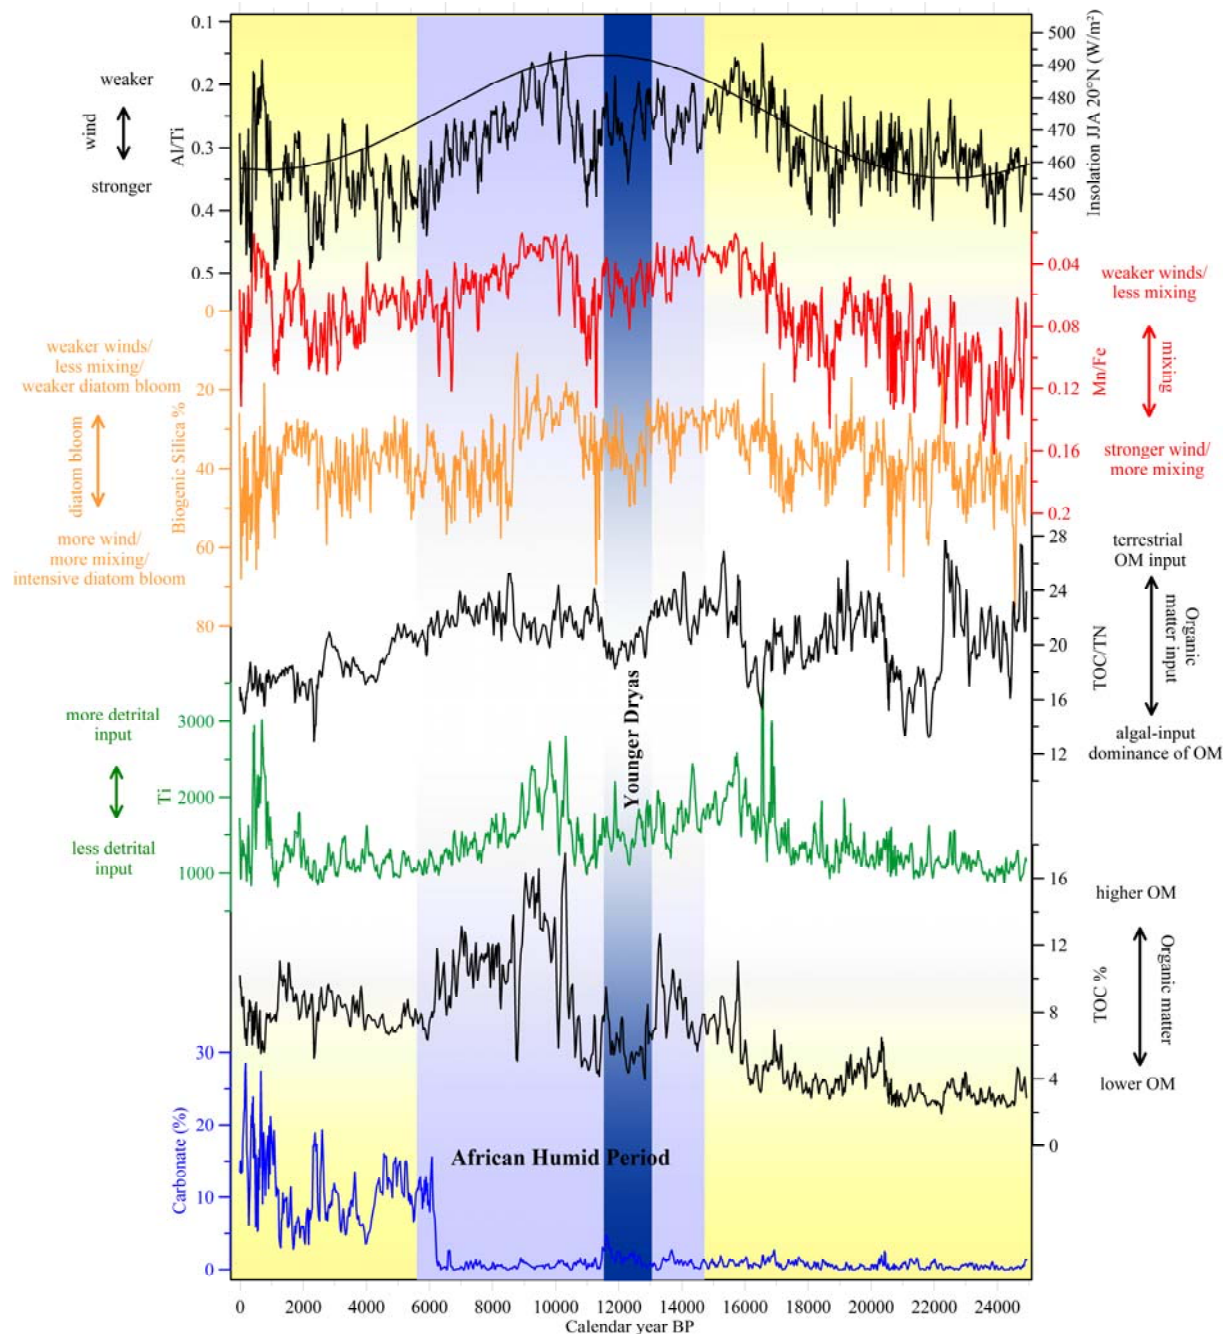 0.1
0.2
0.3
0.4
0.5
Al/Ti
weaker
wind
stronger
500
490
480
470
460
450
Insolation JJA 20°N (W/m²)
0.04
0.08
0.12
0.16
0.2
Mn/Fe
weaker winds/
less mixing
mixing
stronger wind/
more mixing
0
20
40
60
80
Biogenic Silica %
weaker winds/
less mixing/
weaker diatom bloom
diatom bloom
more wind/
more mixing/
intensive diatom bloom
28
24
20
16
12
TOC/TN
terrestrial
OM input
Organic
matter input
algal-input
dominance of OM
more detrital
input
less detrital
input
Ti
3000
2000
1000
Younger Dryas
16
12
8
4
0
TOC %
higher OM
Organic matter
lower OM
30
20
10
0
Carbonate (%)
African Humid Period
0
2000
4000
6000
8000
10000
12000
14000
16000
18000
20000
22000
24000
Calendar year BP